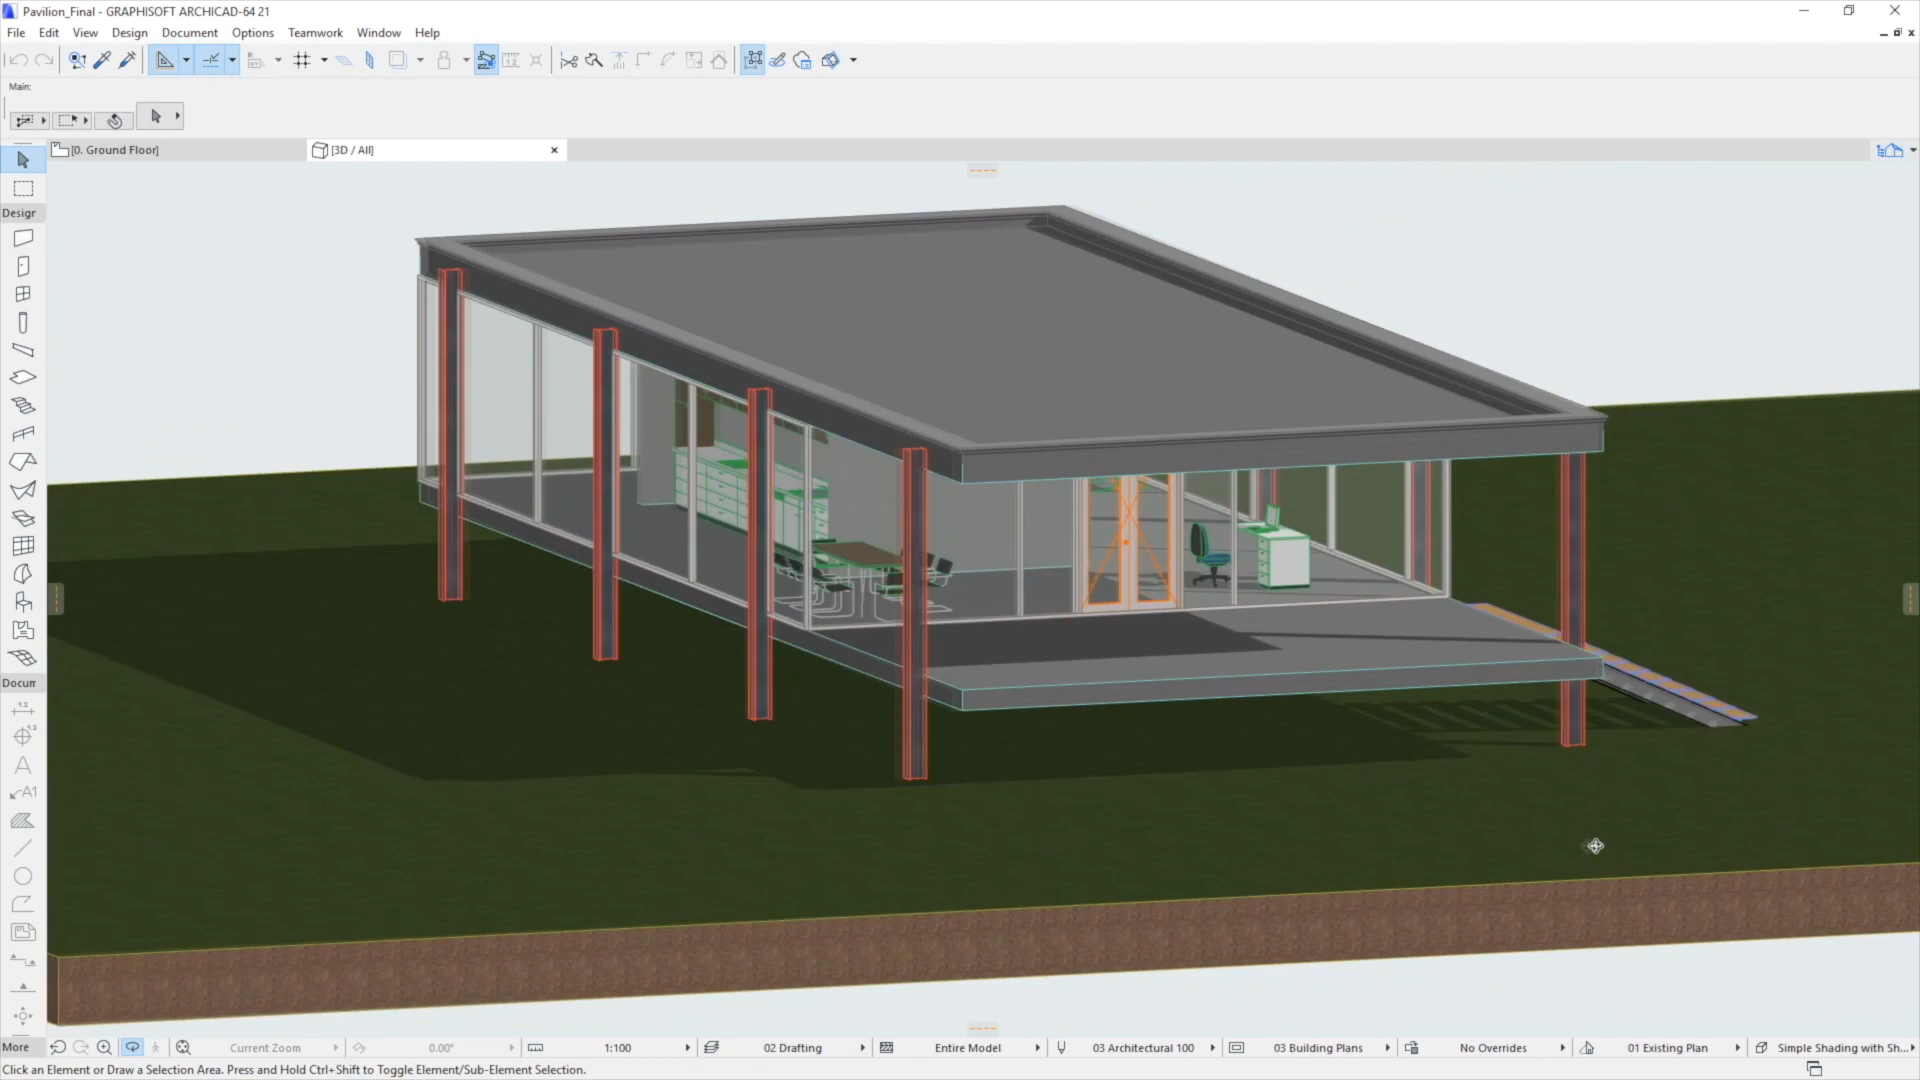 Pavilion_Final - GRAPHISOFT ARCHICAD-64 21
File Edit View Design Document Options Teamwork Window Help
Main:
[0. Ground Floor]
[3D / All]
Desigr
Docum
1.2
A
A1
More
Current Zoom
0.00°
1:100
02 Drafting
Entire Model
03 Architectural 100
03 Building Plans
No Overrides
01 Existing Plan
Simple Shading with Sh...
Click an Element or Draw a Selection Area. Press and Hold Ctrl+Shift to Toggle Element/Sub-Element Selection.